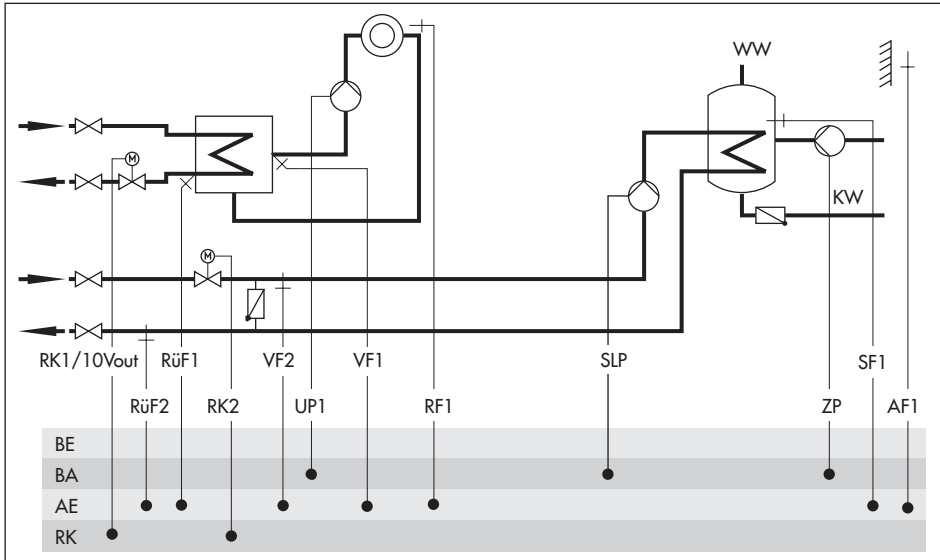 WW
M
KW
M
RK1/10Vout RüF1 VF2 VF1 SLP SF1
RüF2 RK2 UP1 RF1 ZP AF1
BE
BA
AE
RK